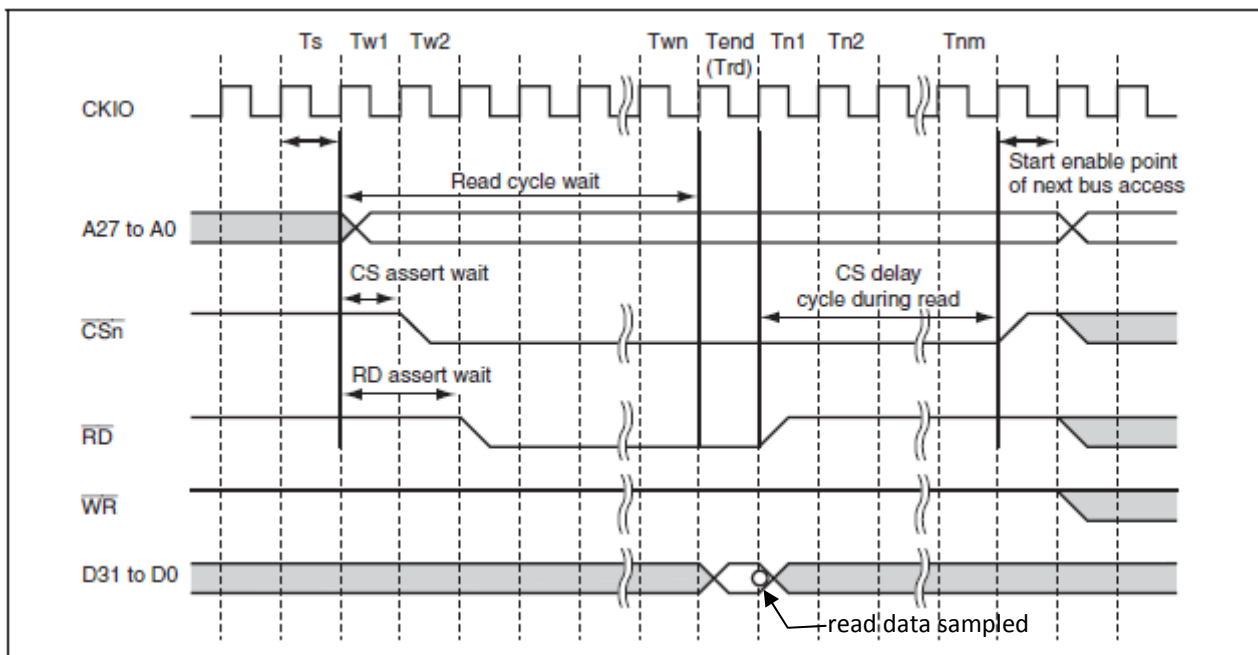 Ts Tw1 Tw2 Twn Tend Tn1 Tn2 Tnm
(Trd)
CKIO
Start enable point
of next bus access
Read cycle wait
A27 to A0
CS assert wait
CS delay
cycle during read
CSn
RD assert wait
RD
WR
D31 to D0
read data sampled